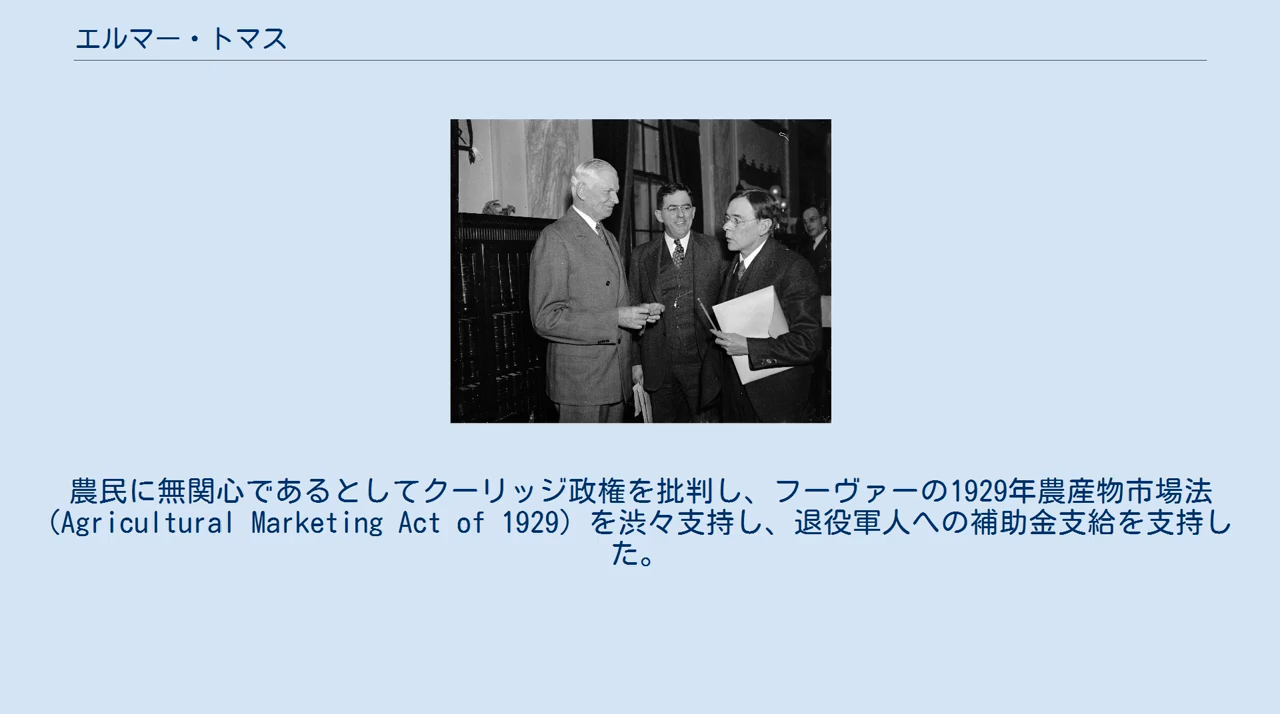 エルマー・トマス
農民に無関心であるとしてクーリッジ政権を批判し、フーヴァーの1929年農産物市場法
（Agricultural Marketing Act of 1929）を渋々支持し、退役軍人への補助金支給を支持し
た。